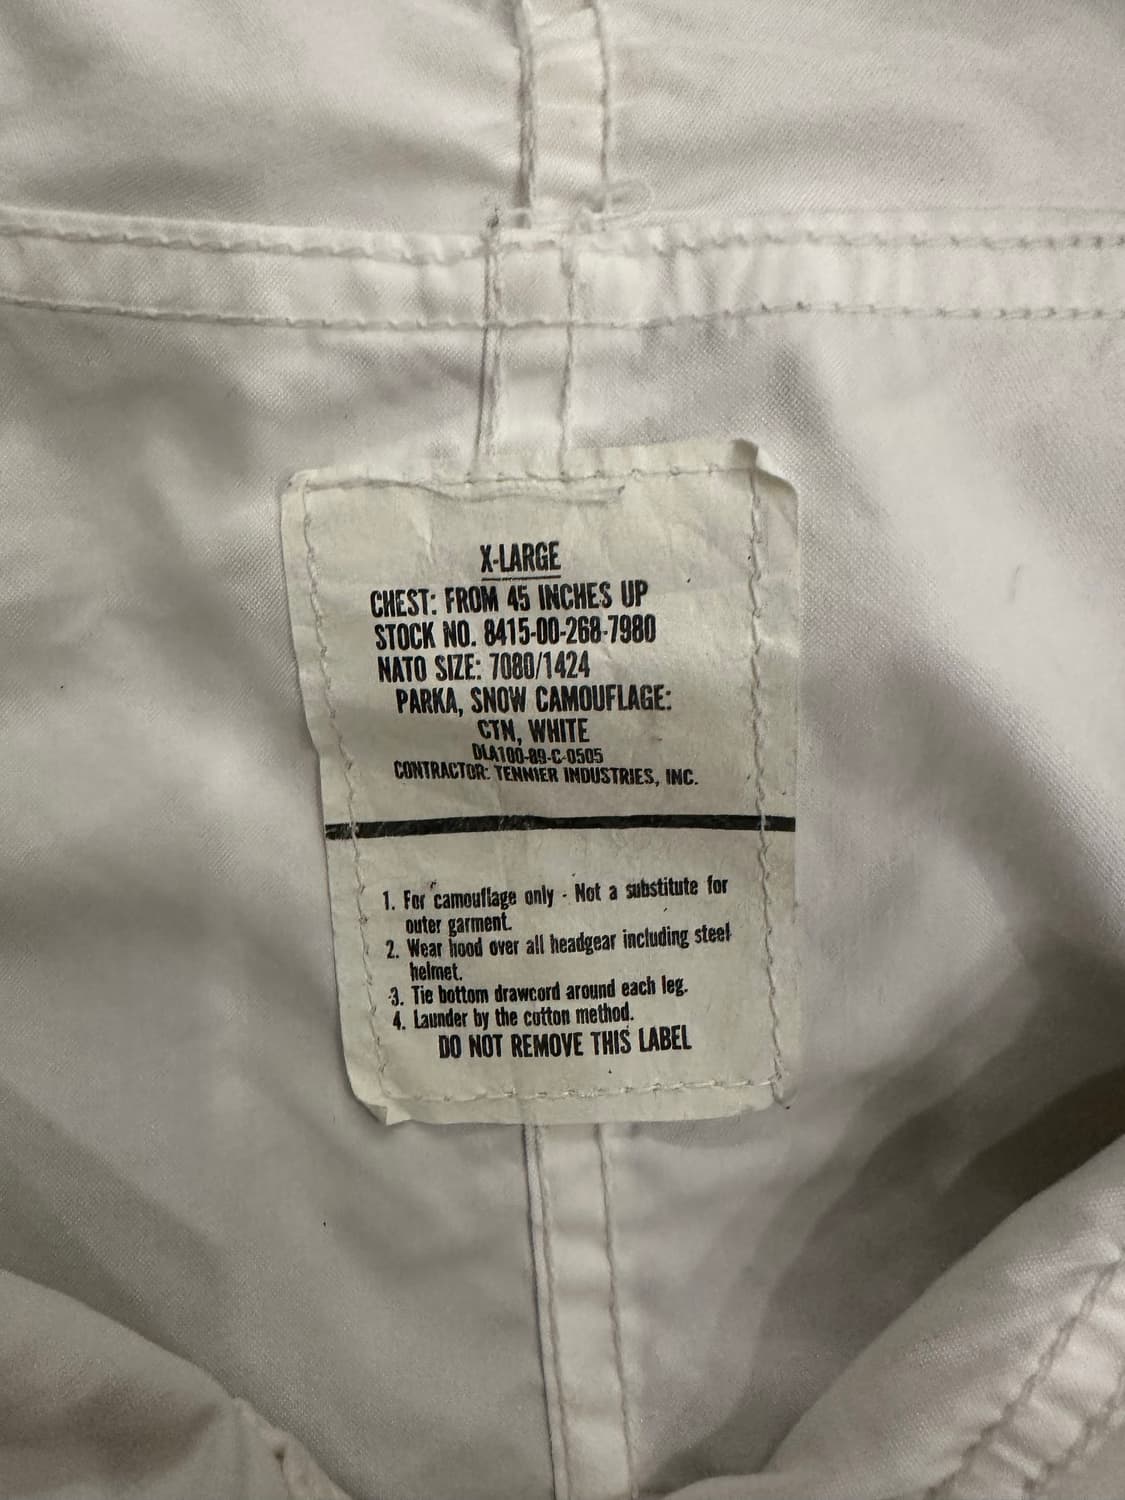 X-LARGE
CHEST: FROM 45 INCHES UP
STOCK NO. 8415-00-268-7980
NATO SIZE: 7080/1424
PARKA, SNOW CAMOUFLAGE:
CTN, WHITE
DLA100-89-C-0505
CONTRACTOR: TENNIER INDUSTRIES, INC.
1. For camouflage only - Not a substitute for
outer garment.
2. Wear hood over all headgear including steel
helmet.
3. Tie bottom drawcord around each leg.
4. Launder by the cotton method.
DO NOT REMOVE THIS LABEL